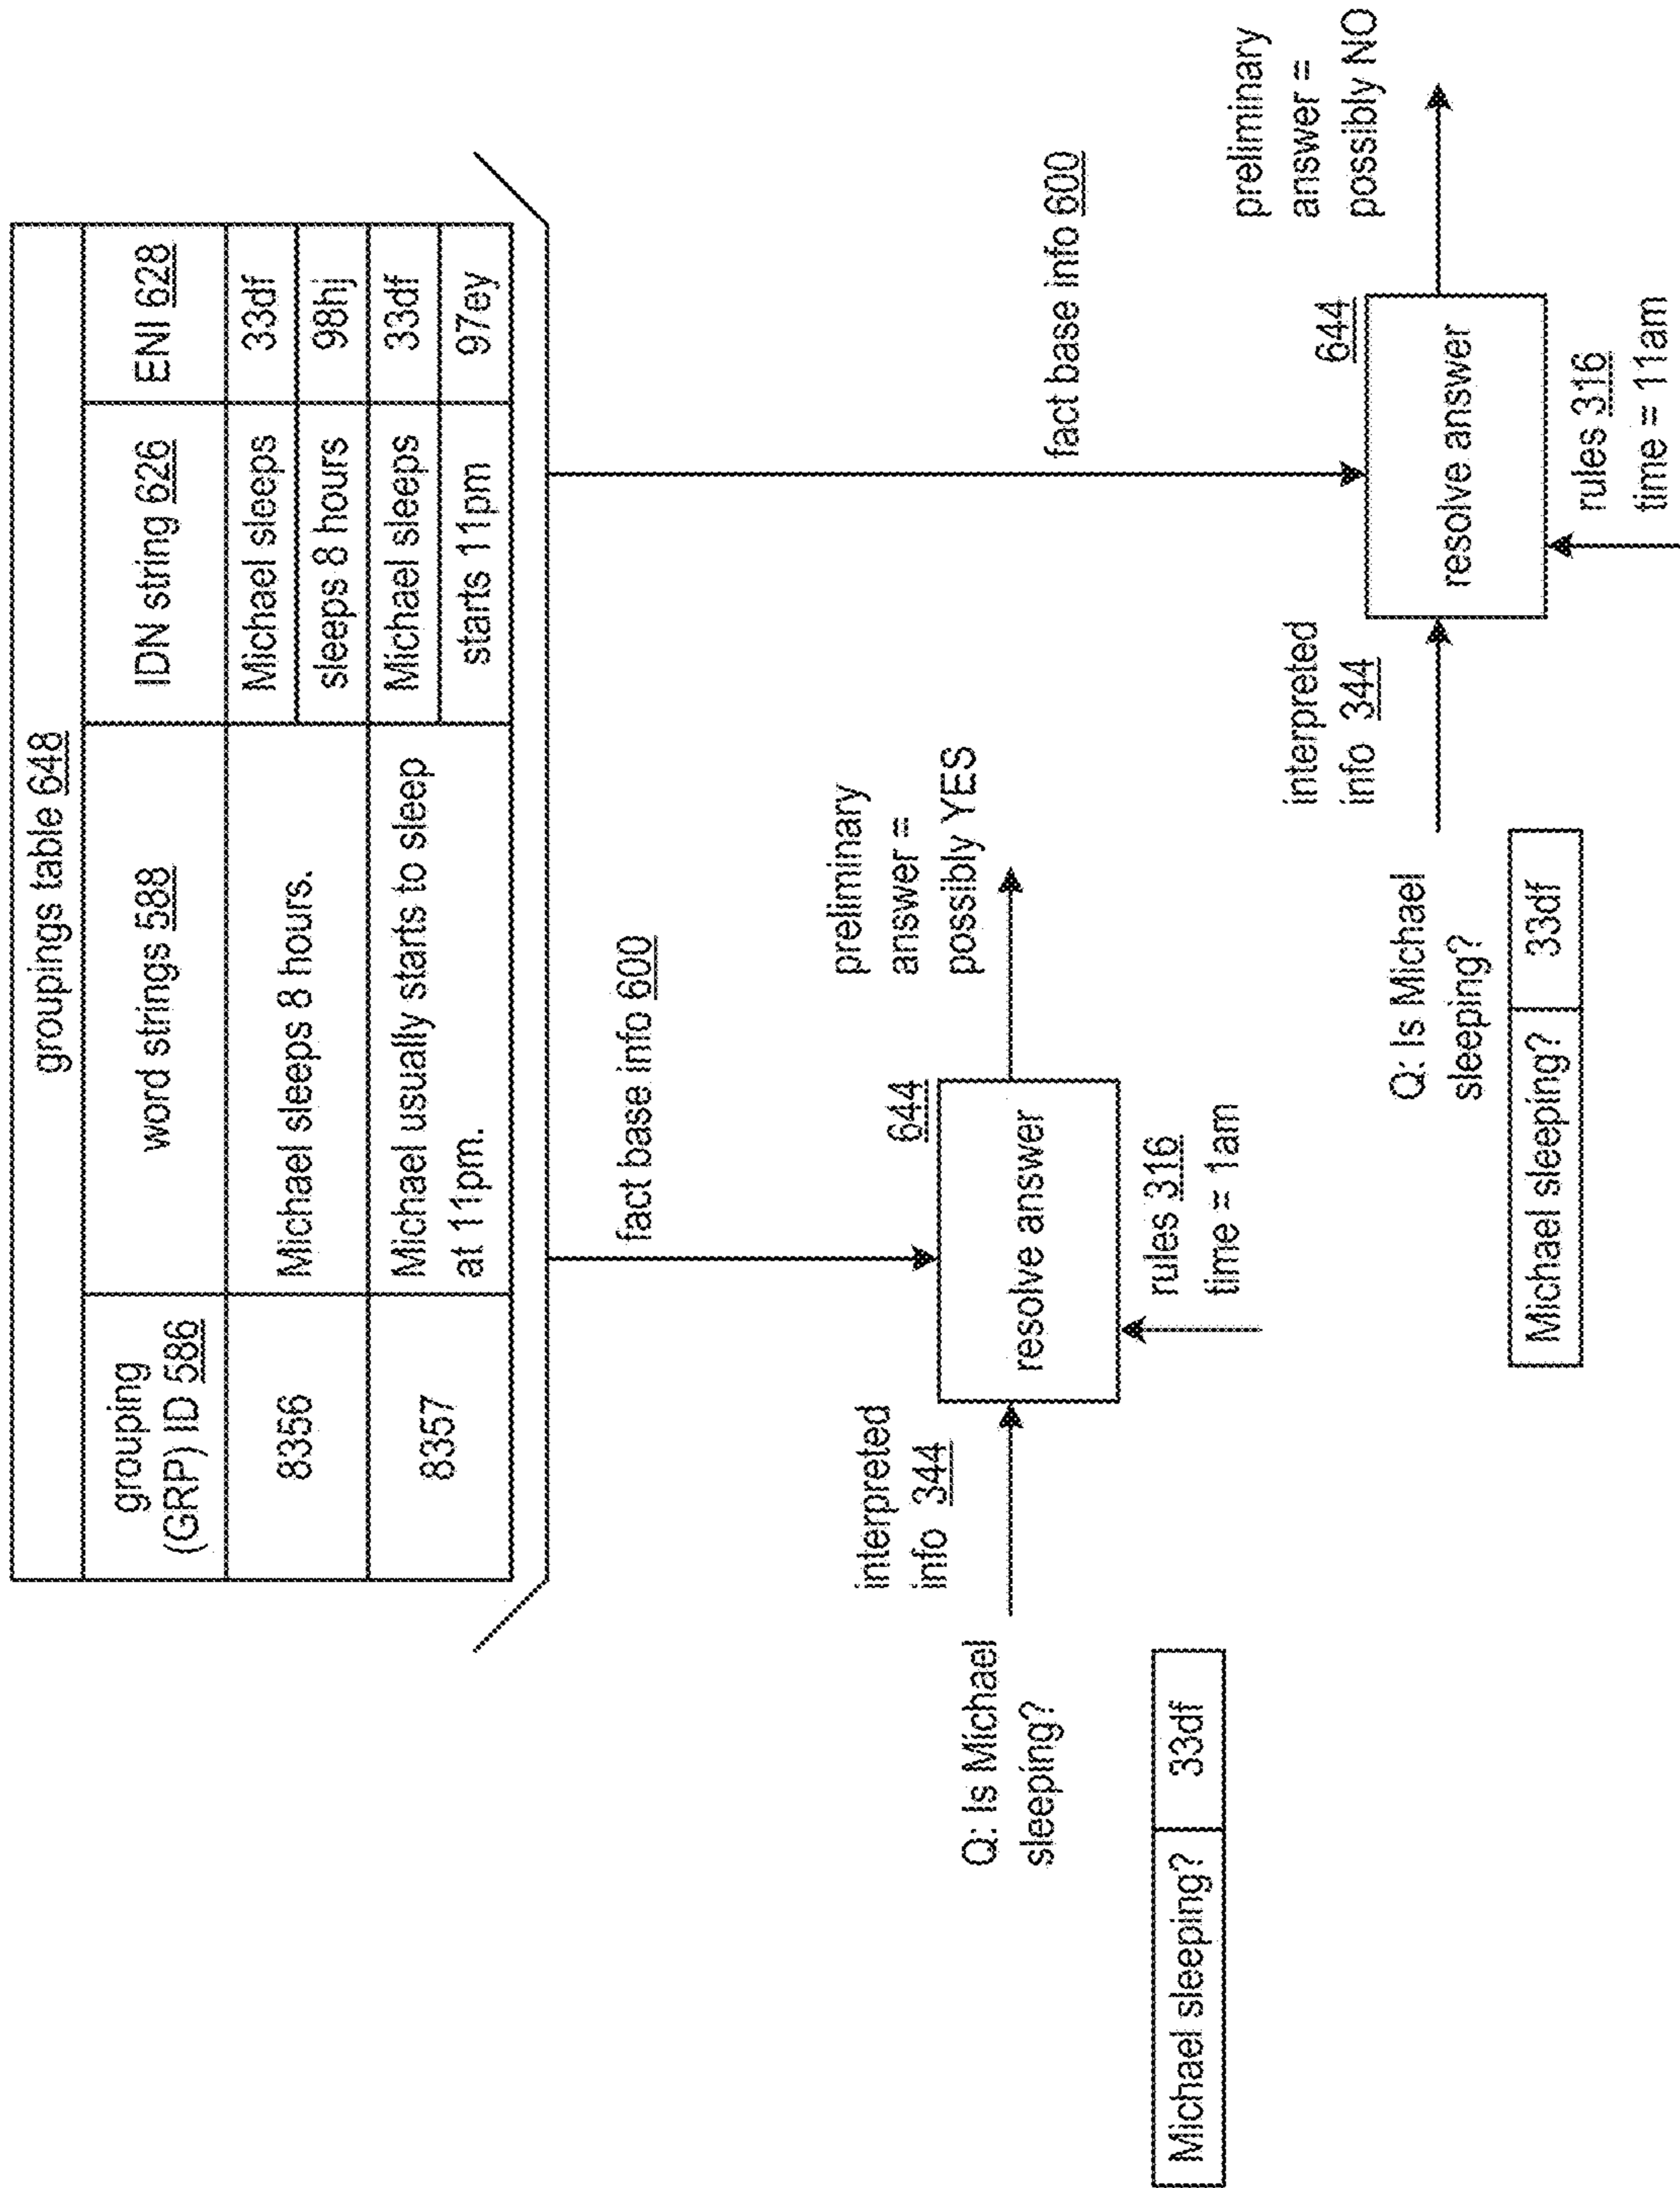 groupings table 648
grouping
(GRP) ID 586
word strings 588
IDN string 626
ENI 628
8356
Michael sleeps 8 hours.
Michael sleeps
33df
sleeps 8 hours
98hj
8357
Michael usually starts to sleep
at 11pm.
Michael sleeps
33df
starts 11pm
97ey
fact base info 600
fact base info 600
Q: Is Michael
sleeping?
Michael sleeping?
33df
interpreted
info 344
644
resolve answer
rules 316
time = 1am
preliminary
answer =
possibly YES
Q: Is Michael
sleeping?
Michael sleeping?
33df
interpreted
info 344
644
resolve answer
rules 316
time = 11am
preliminary
answer =
possibly NO